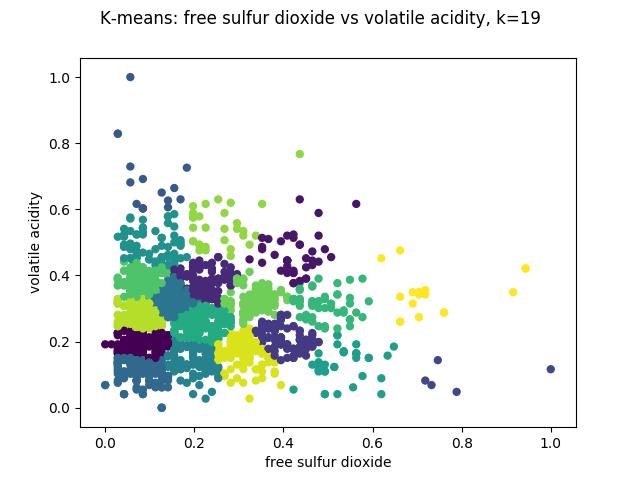 K-means: free sulfur dioxide vs volatile acidity, k=19
1.0
0.8
0.6
0.4
0.2
0.0
volatile acidity
0.0 0.2 0.4 0.6 0.8 1.0
free sulfur dioxide